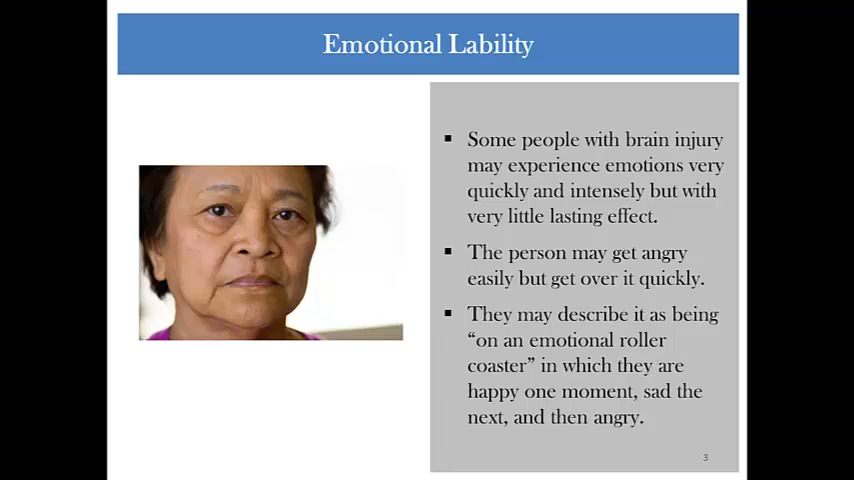 Emotional Lability
▪ Some people with brain injury
may experience emotions very
quickly and intensely but with
very little lasting effect.
▪ The person may get angry
easily but get over it quickly.
▪ They may describe it as being
“on an emotional roller
coaster” in which they are
happy one moment, sad the
next, and then angry.
3